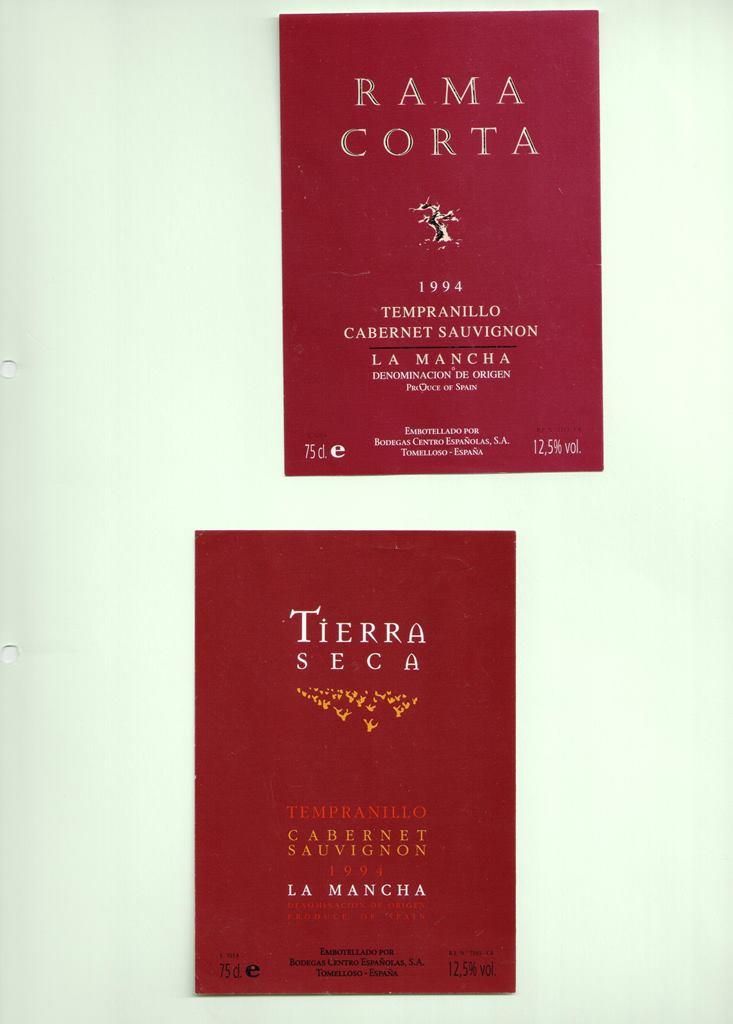 RAMA
CORTA
1994
TEMPRANILLO
CABERNET SAUVIGNON
LA MANCHA
DENOMINACION DE ORIGEN
PRODUCE OF SPAIN
75 cl. e
EMBOTELLADO POR
BODEGAS CENTRO ESPAÑOLAS, S.A.
TOMELLOSO - ESPAÑA
12,5% vol.
TIERRA
SECA
TEMPRANILLO
CABERNET
SAUVIGNON
1994
LA MANCHA
DENOMINACION DE ORIGEN
PRODUCE OF SPAIN
75 cl. e
EMBOTELLADO POR
BODEGAS CENTRO ESPAÑOLAS, S.A.
TOMELLOSO - ESPAÑA
12,5% vol.